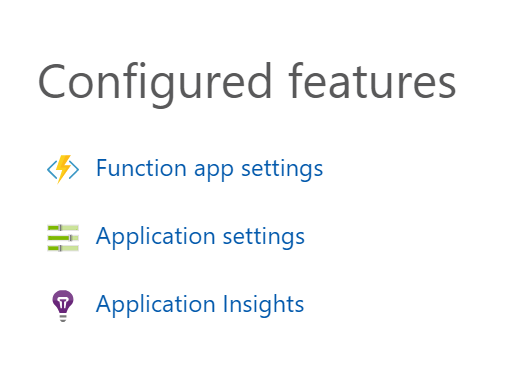 Configured features
Function app settings
Application settings
Application Insights